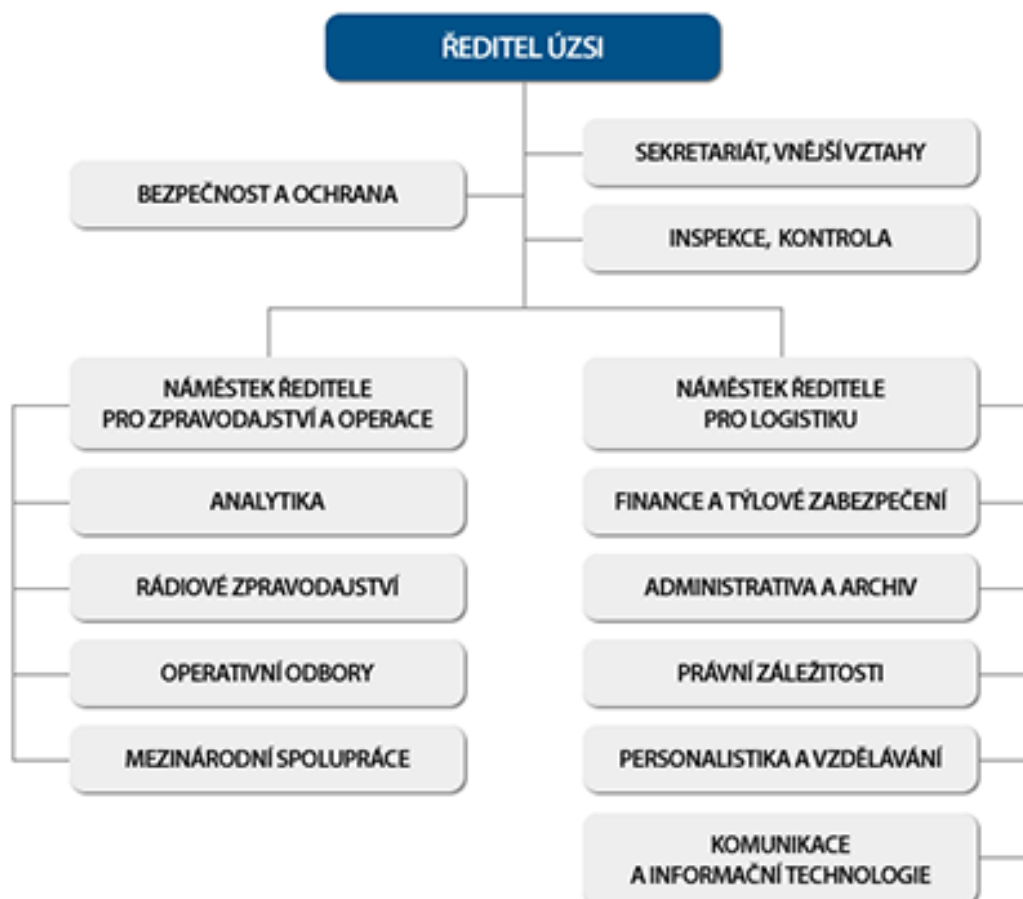 ŘEDITEL ÚZSI
SEKRETARIÁT, VNĚJŠÍ VZTAHY
BEZPEČNOST A OCHRANA
INSPEKCE, KONTROLA
NÁMĚSTEK ŘEDITELE
PRO ZPRAVODAJSTVÍ A OPERACE
ANALYTIKA
RÁDIOVÉ ZPRAVODAJSTVÍ
OPERATIVNÍ ODBORY
MEZINÁRODNÍ SPOLUPRÁCE
NÁMĚSTEK ŘEDITELE
PRO LOGISTIKU
FINANCE A TÝLOVÉ ZABEZPEČENÍ
ADMINISTRATIVA A ARCHIV
PRÁVNÍ ZÁLEŽITOSTI
PERSONALISTIKA A VZDĚLÁVÁNÍ
KOMUNIKACE
A INFORMAČNÍ TECHNOLOGIE